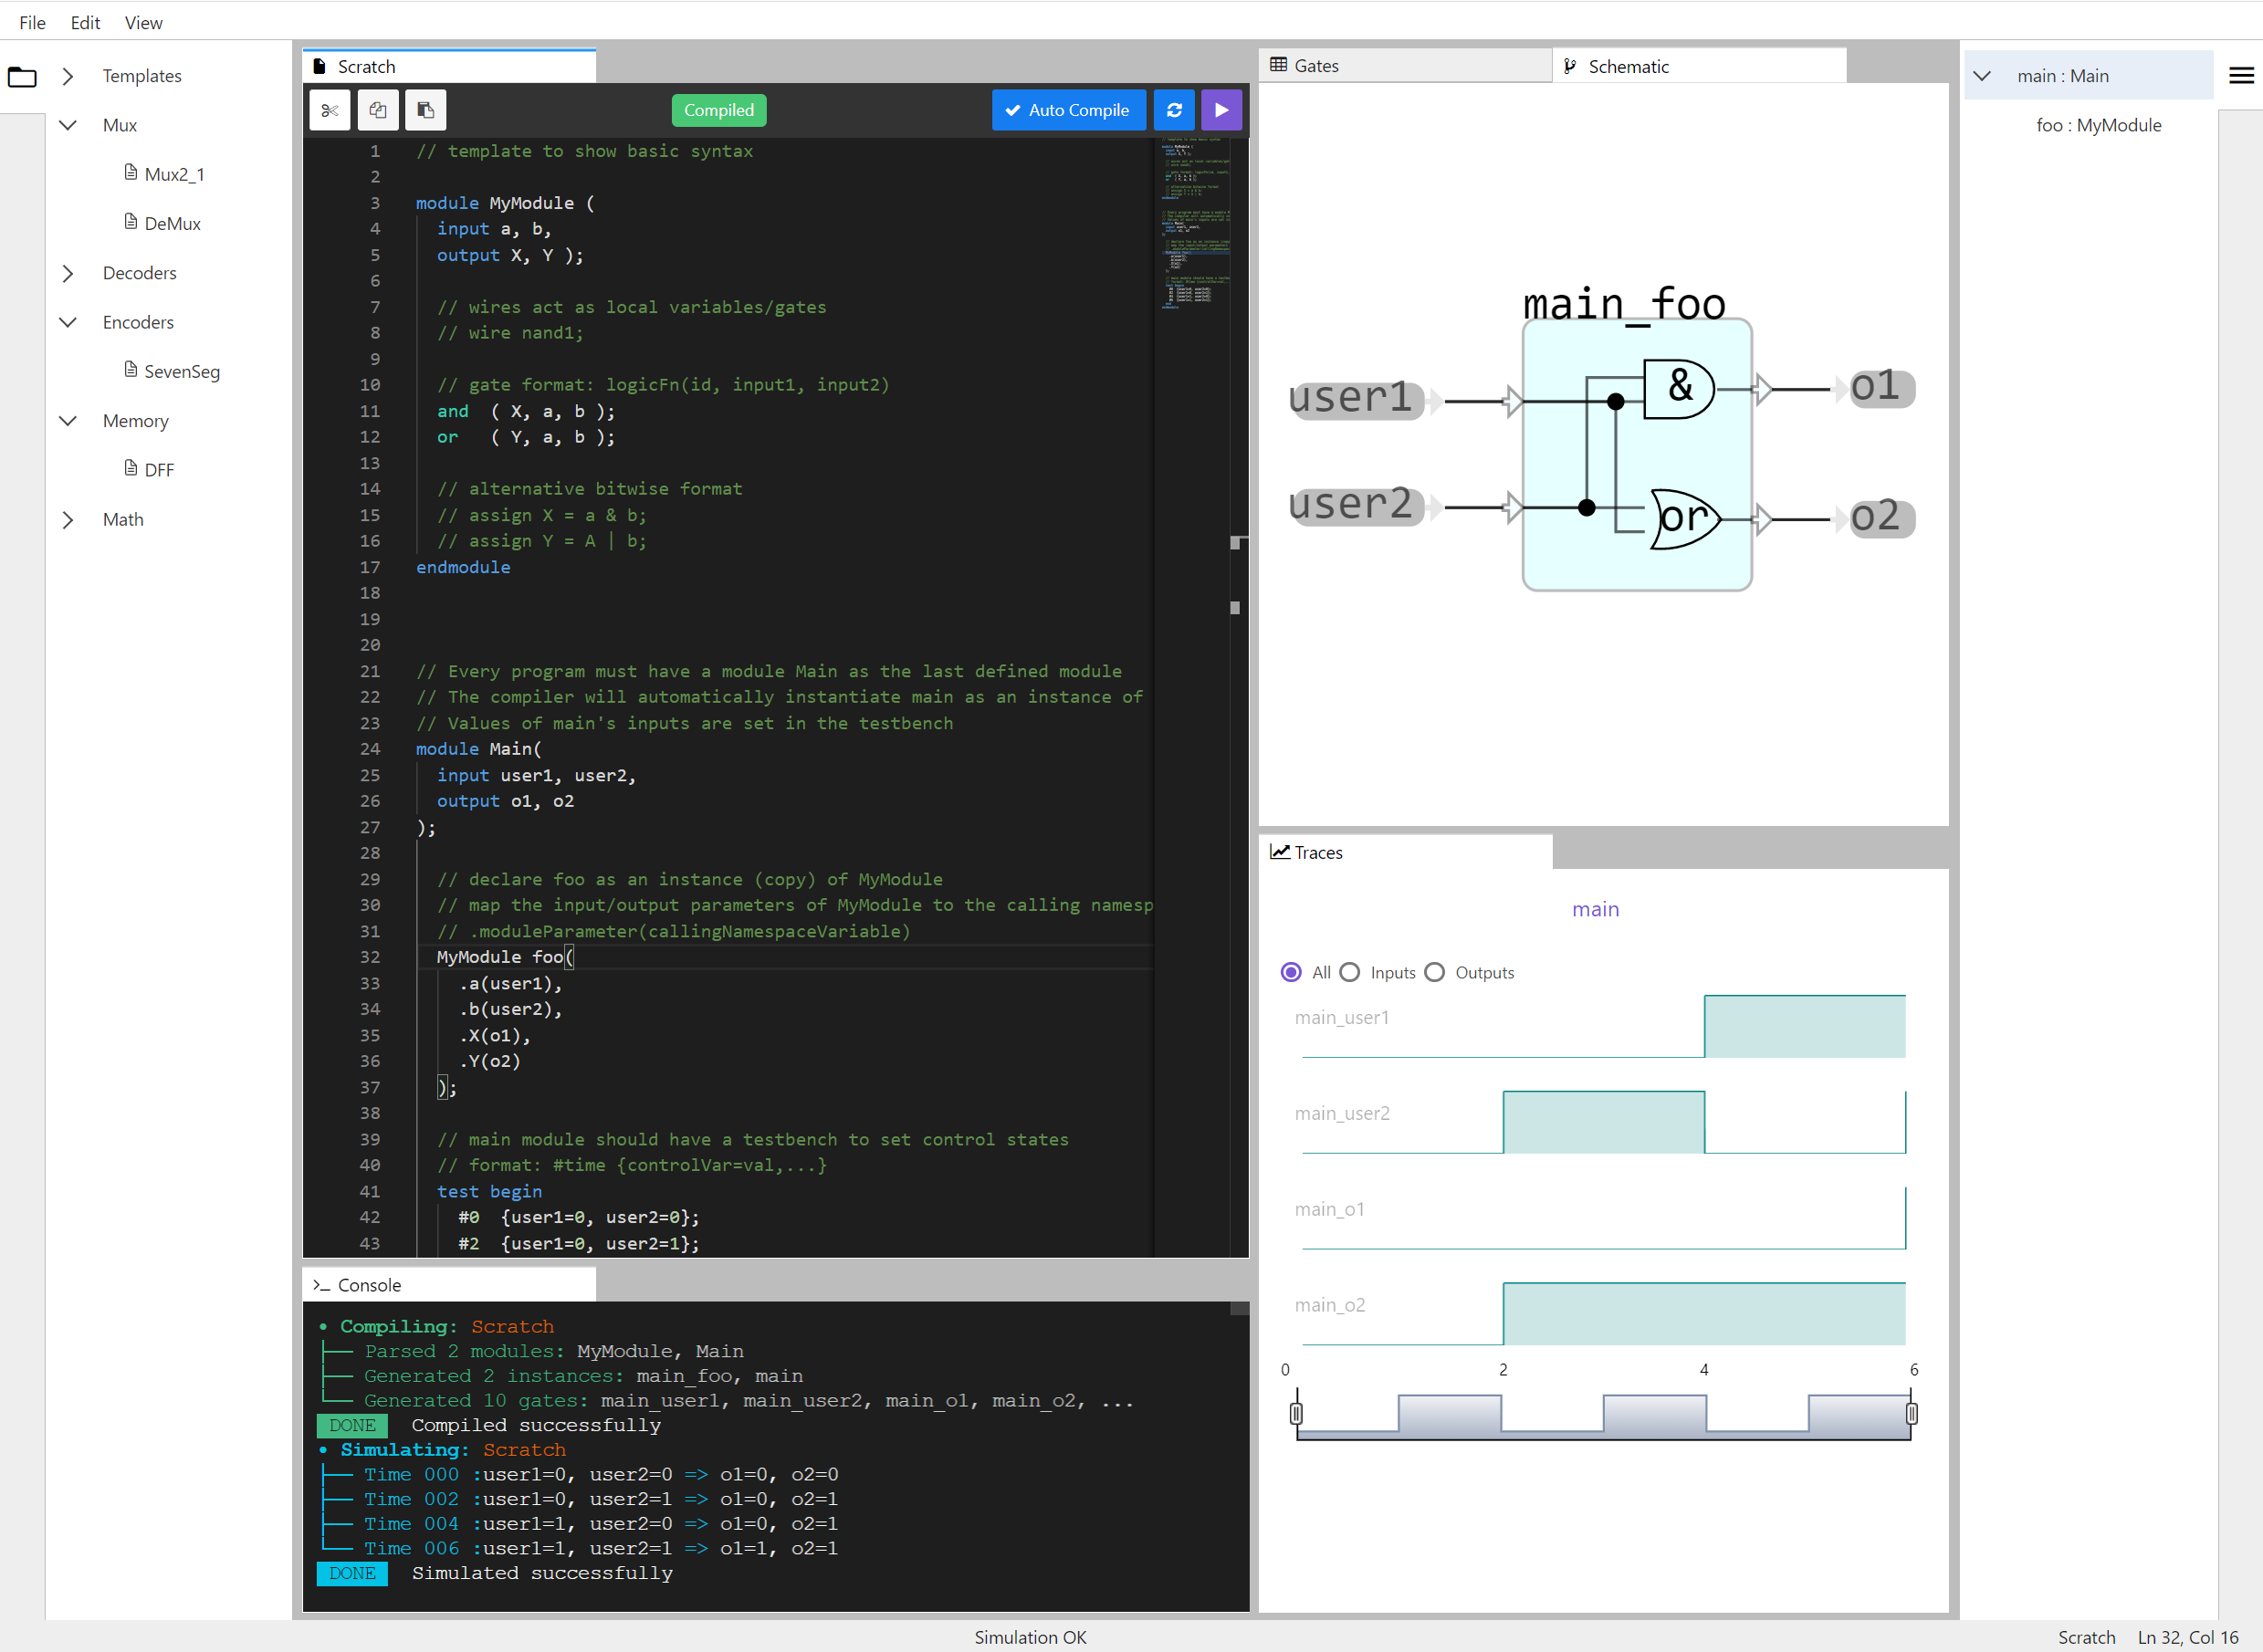 File Edit View
Templates
Mux
Mux2_1
DeMux
Decoders
Encoders
SevenSeg
Memory
DFF
Math
Scratch
Compiled
Auto Compile
1 // template to show basic syntax
2
3 module MyModule (
4 input a, b,
5 output X, Y );
6
7 // wires act as local variables/gates
8 // wire nand1;
9
10 // gate format: logicFn(id, input1, input2)
11 and ( X, a, b );
12 or ( Y, a, b );
13
14 // alternative bitwise format
15 // assign X = a & b;
16 // assign Y = A | b;
17 endmodule
18
19
20
21 // Every program must have a module Main as the last defined module
22 // The compiler will automatically instantiate main as an instance of
23 // Values of main's inputs are set in the testbench
24 module Main(
25 input user1, user2,
26 output o1, o2
27 );
28
29 // declare foo as an instance (copy) of MyModule
30 // map the input/output parameters of MyModule to the calling namesp
31 // .moduleParameter(callingNamespaceVariable)
32 MyModule foo(
33 .a(user1),
34 .b(user2),
35 .X(o1),
36 .Y(o2)
37 );
38
39 // main module should have a testbench to set control states
40 // format: #time {controlVar=val,...}
41 test begin
42 #0 {user1=0, user2=0};
43 #2 {user1=0, user2=1};
>_ Console
• Compiling: Scratch
Parsed 2 modules: MyModule, Main
Generated 2 instances: main_foo, main
Generated 10 gates: main_user1, main_user2, main_o1, main_o2, ...
DONE Compiled successfully
• Simulating: Scratch
Time 000 :user1=0, user2=0 => o1=0, o2=0
Time 002 :user1=0, user2=1 => o1=0, o2=1
Time 004 :user1=1, user2=0 => o1=0, o2=1
Time 006 :user1=1, user2=1 => o1=1, o2=1
DONE Simulated successfully
Gates
Schematic
main_foo
user1
&
o1
user2
or
o2
Traces
main
All Inputs Outputs
main_user1
main_user2
main_o1
main_o2
0 2 4 6
main : Main
foo : MyModule
Simulation OK
Scratch Ln 32, Col 16